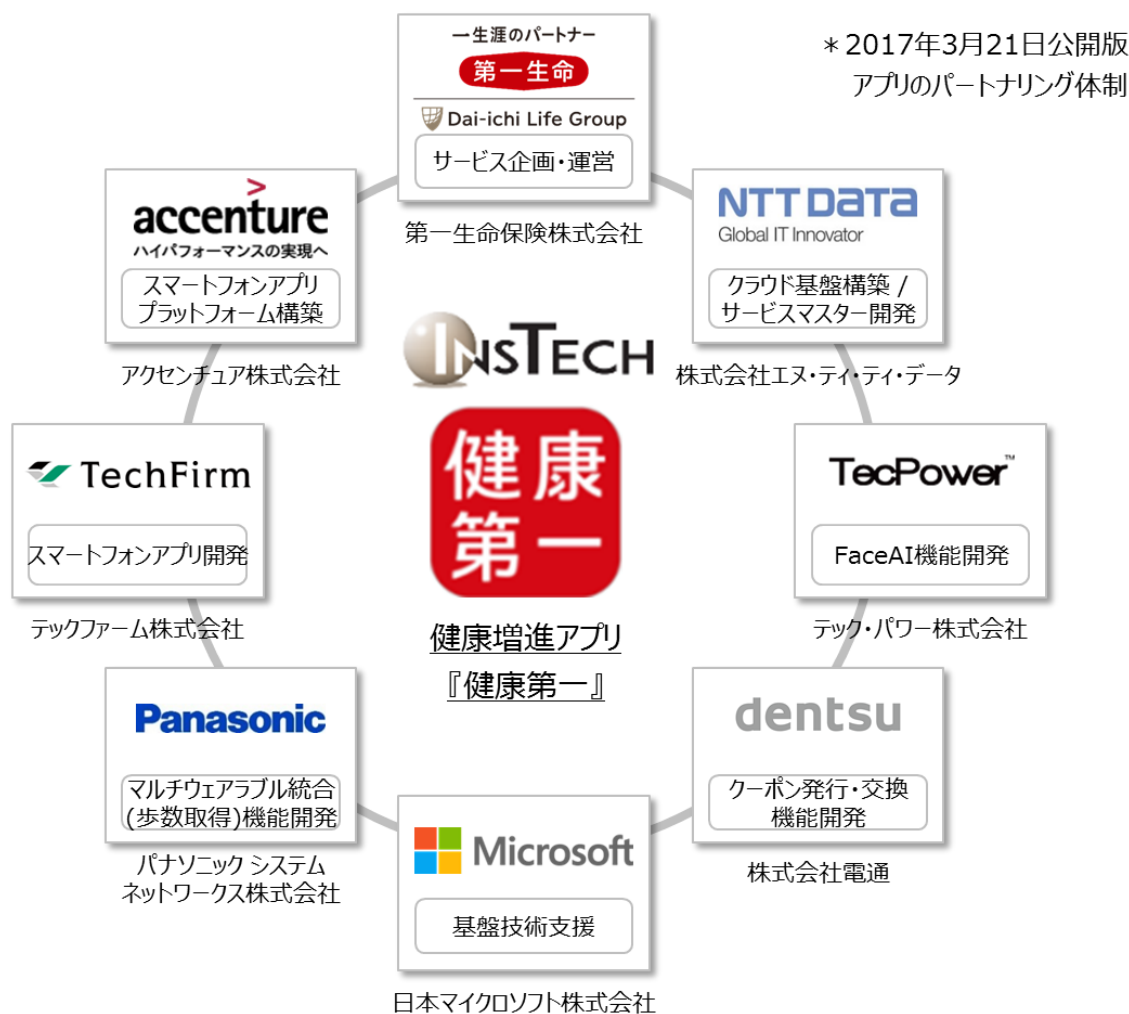 一生涯のパートナー
第一生命
Dai-ichi Life Group
サービス企画・運営
第一生命保険株式会社
＊2017年3月21日公開版
アプリのパートナリング体制
accenture
ハイパフォーマンスの実現へ
スマートフォンアプリ
プラットフォーム構築
アクセンチュア株式会社
NTT DATA
Global IT Innovator
クラウド基盤構築 /
サービスマスター開発
株式会社エヌ・ティ・ティ・データ
INSTECH
健康
第一
健康増進アプリ
『健康第一』
TechFirm
スマートフォンアプリ開発
テックファーム株式会社
TecPower™
FaceAI機能開発
テック・パワー株式会社
Panasonic
マルチウェアラブル統合
(歩数取得)機能開発
パナソニック システム
ネットワークス株式会社
dentsu
クーポン発行・交換
機能開発
株式会社電通
Microsoft
基盤技術支援
日本マイクロソフト株式会社